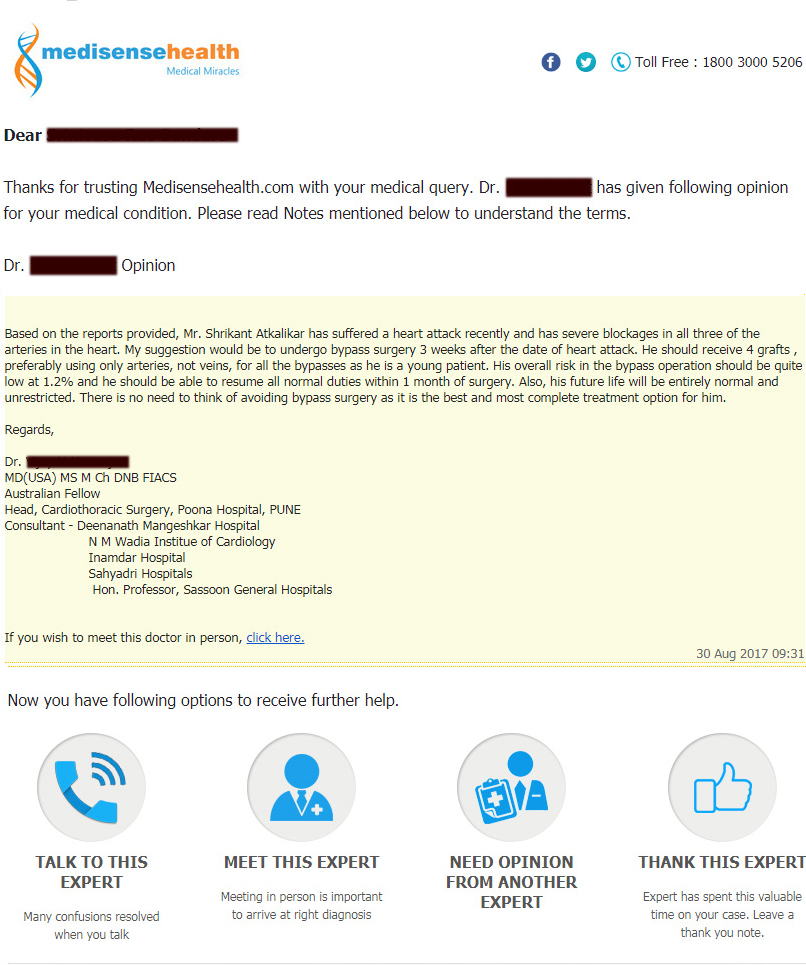 medisensehealth
Medical Miracles
Toll Free : 1800 3000 5206
Dear
Thanks for trusting Medisensehealth.com with your medical query. Dr. has given following opinion
for your medical condition. Please read Notes mentioned below to understand the terms.
Dr. Opinion
Based on the reports provided, Mr. Shrikant Atkalikar has suffered a heart attack recently and has severe blockages in all three of the
arteries in the heart. My suggestion would be to undergo bypass surgery 3 weeks after the date of heart attack. He should receive 4 grafts ,
preferably using only arteries, not veins, for all the bypasses as he is a young patient. His overall risk in the bypass operation should be quite
low at 1.2% and he should be able to resume all normal duties within 1 month of surgery. Also, his future life will be entirely normal and
unrestricted. There is no need to think of avoiding bypass surgery as it is the best and most complete treatment option for him.
Regards,
Dr.
MD(USA) MS M Ch DNB FIACS
Australian Fellow
Head, Cardiothoracic Surgery, Poona Hospital, PUNE
Consultant - Deenanath Mangeshkar Hospital
N M Wadia Institue of Cardiology
Inamdar Hospital
Sahyadri Hospitals
Hon. Professor, Sassoon General Hospitals
If you wish to meet this doctor in person, click here.
30 Aug 2017 09:31
Now you have following options to receive further help.
TALK TO THIS
EXPERT
Many confusions resolved
when you talk
MEET THIS EXPERT
Meeting in person is important
to arrive at right diagnosis
NEED OPINION
FROM ANOTHER
EXPERT
THANK THIS EXPERT
Expert has spent this valuable
time on your case. Leave a
thank you note.